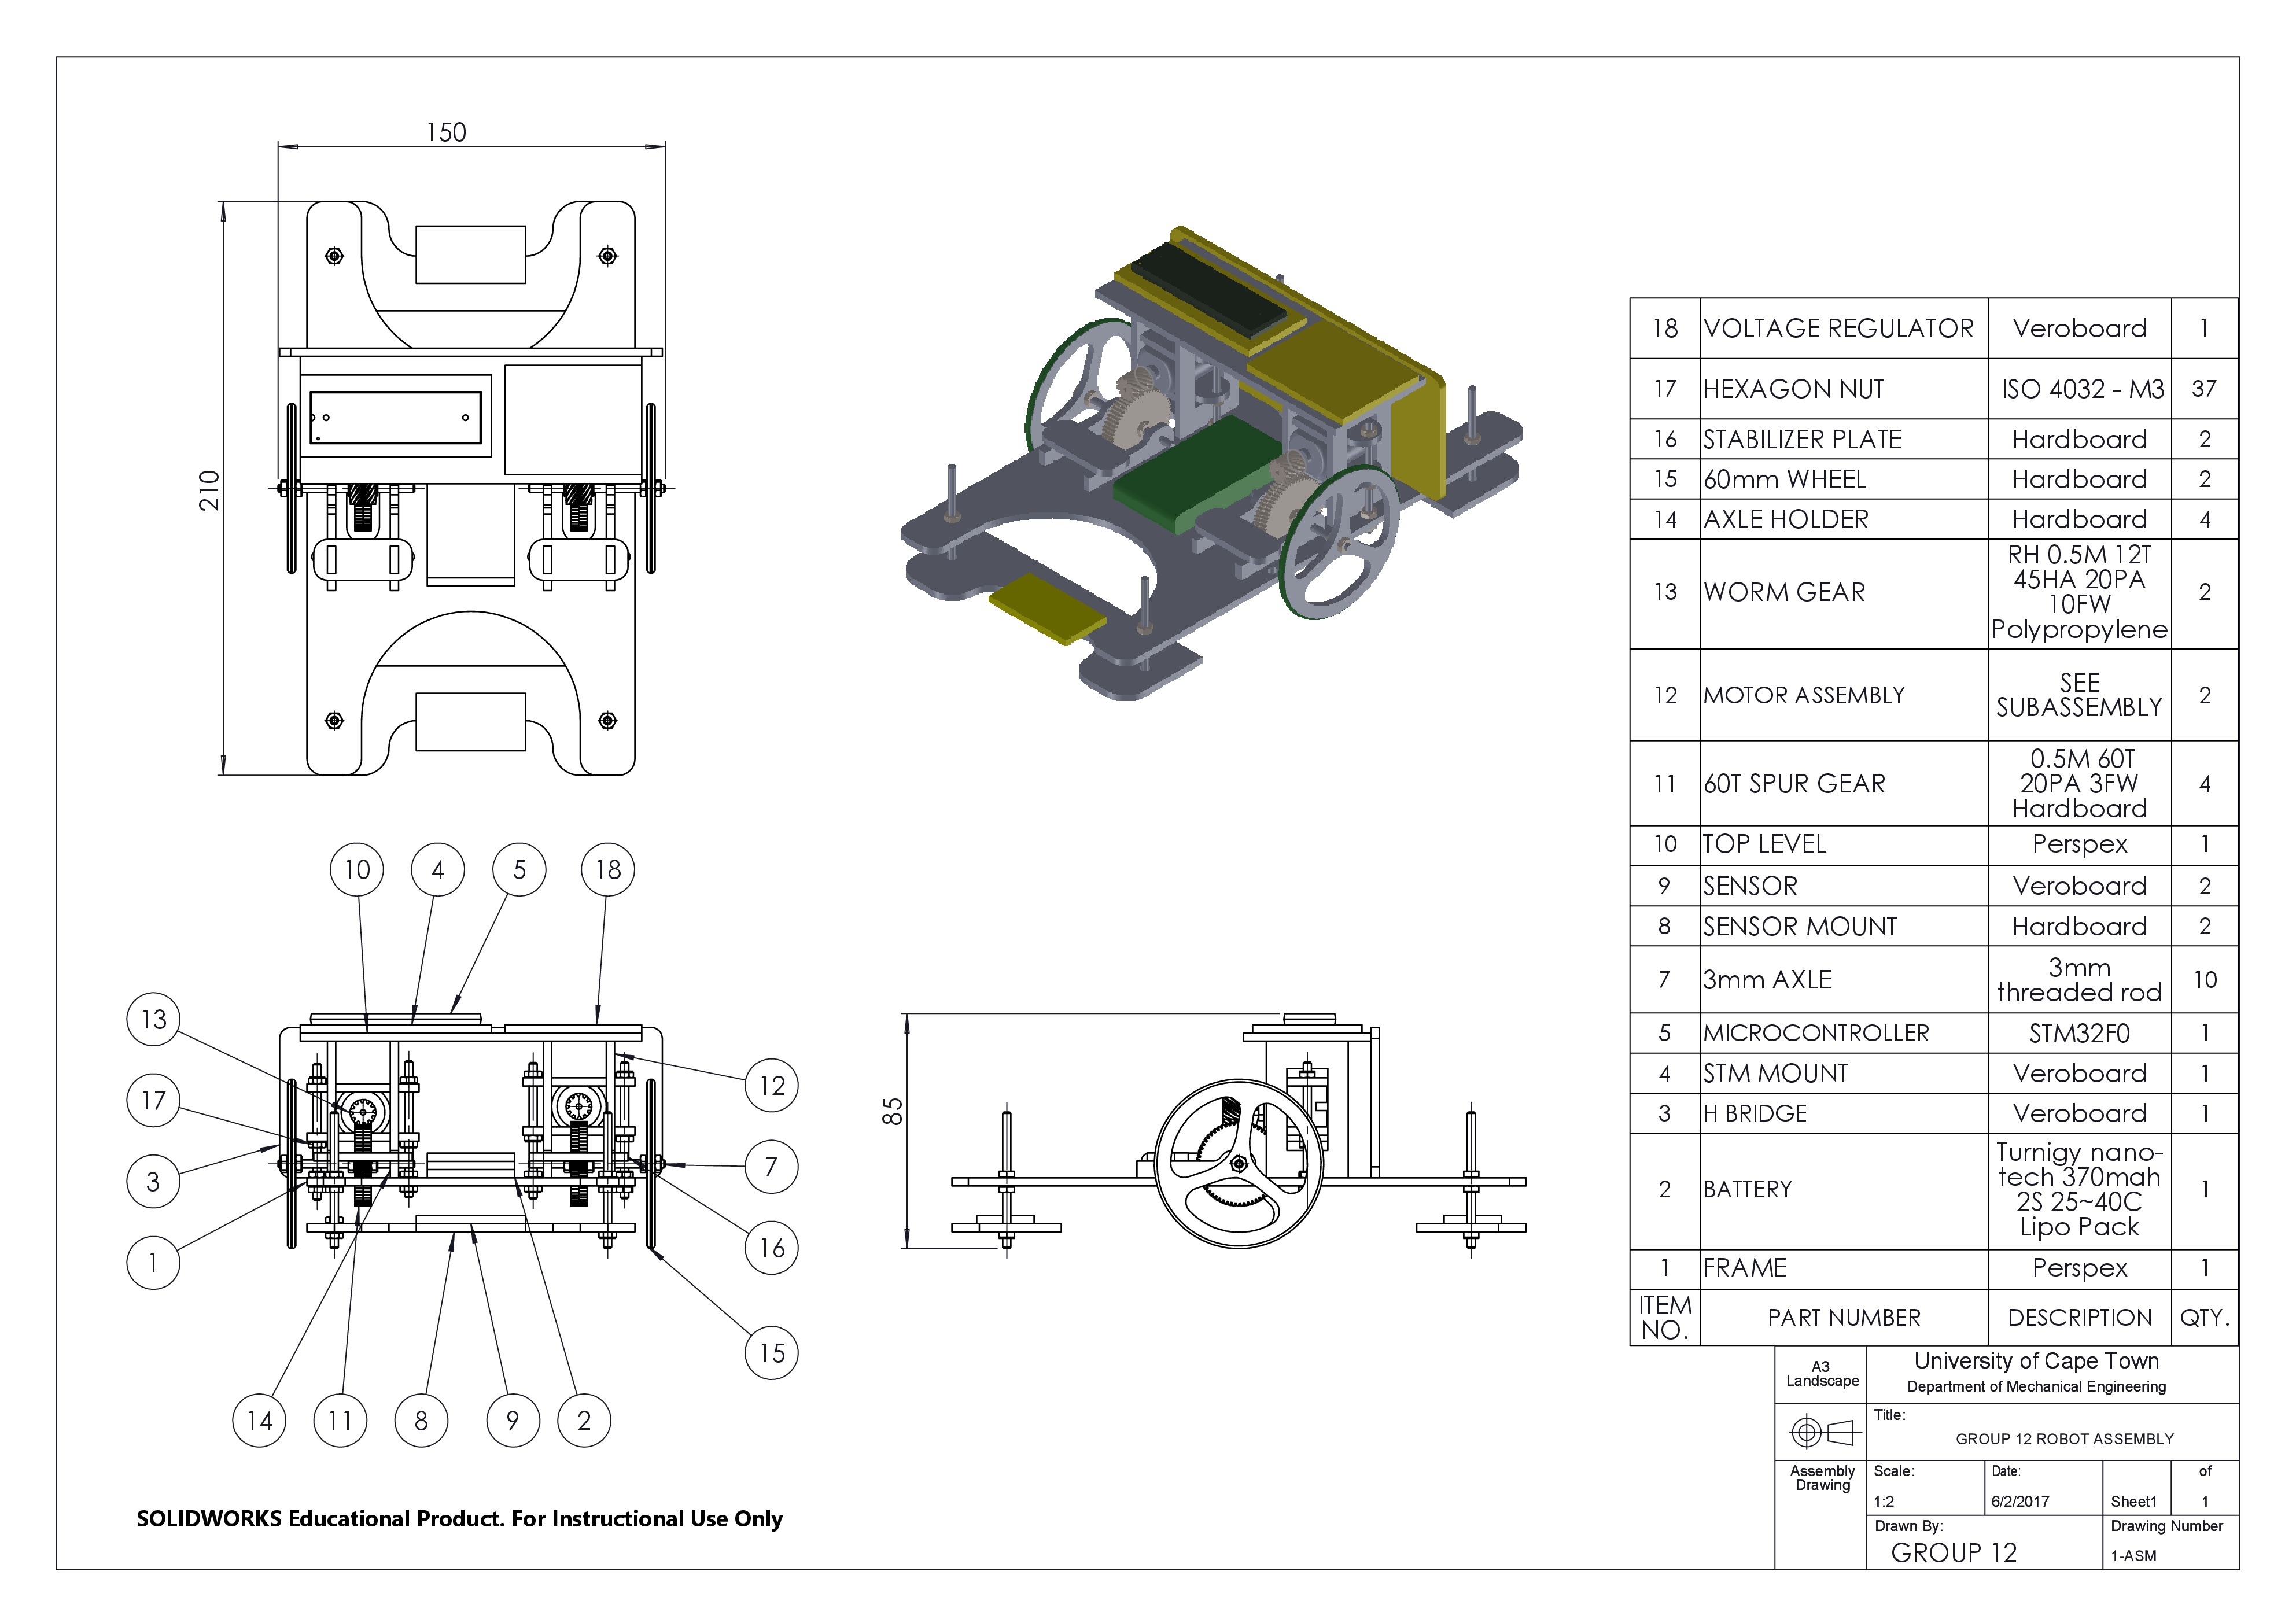 150
210
10 4 5 18
13
17
3
1
12
7
16
15
14 11 8 9 2
85
18 VOLTAGE REGULATOR Veroboard 1
17 HEXAGON NUT ISO 4032 - M3 37
16 STABILIZER PLATE Hardboard 2
15 60mm WHEEL Hardboard 2
14 AXLE HOLDER Hardboard 4
RH 0.5M 12T
45HA 20PA
13 WORM GEAR 10FW 2
Polypropylene
12 MOTOR ASSEMBLY SEE 2
SUBASSEMBLY
0.5M 60T
11 60T SPUR GEAR 20PA 3FW 4
Hardboard
10 TOP LEVEL Perspex 1
9 SENSOR Veroboard 2
8 SENSOR MOUNT Hardboard 2
7 3mm AXLE 3mm 10
threaded rod
5 MICROCONTROLLER STM32F0 1
4 STM MOUNT Veroboard 1
3 H BRIDGE Veroboard 1
Turnigy nano-
tech 370mah
2 BATTERY 2S 25~40C 1
Lipo Pack
1 FRAME Perspex 1
ITEM
NO. PART NUMBER DESCRIPTION QTY.
A3
Landscape
University of Cape Town
Department of Mechanical Engineering
Title:
GROUP 12 ROBOT ASSEMBLY
Assembly
Drawing
Scale: Date: of
1:2 6/2/2017 Sheet1 1
Drawn By: Drawing Number
GROUP 12 1-ASM
SOLIDWORKS Educational Product. For Instructional Use Only